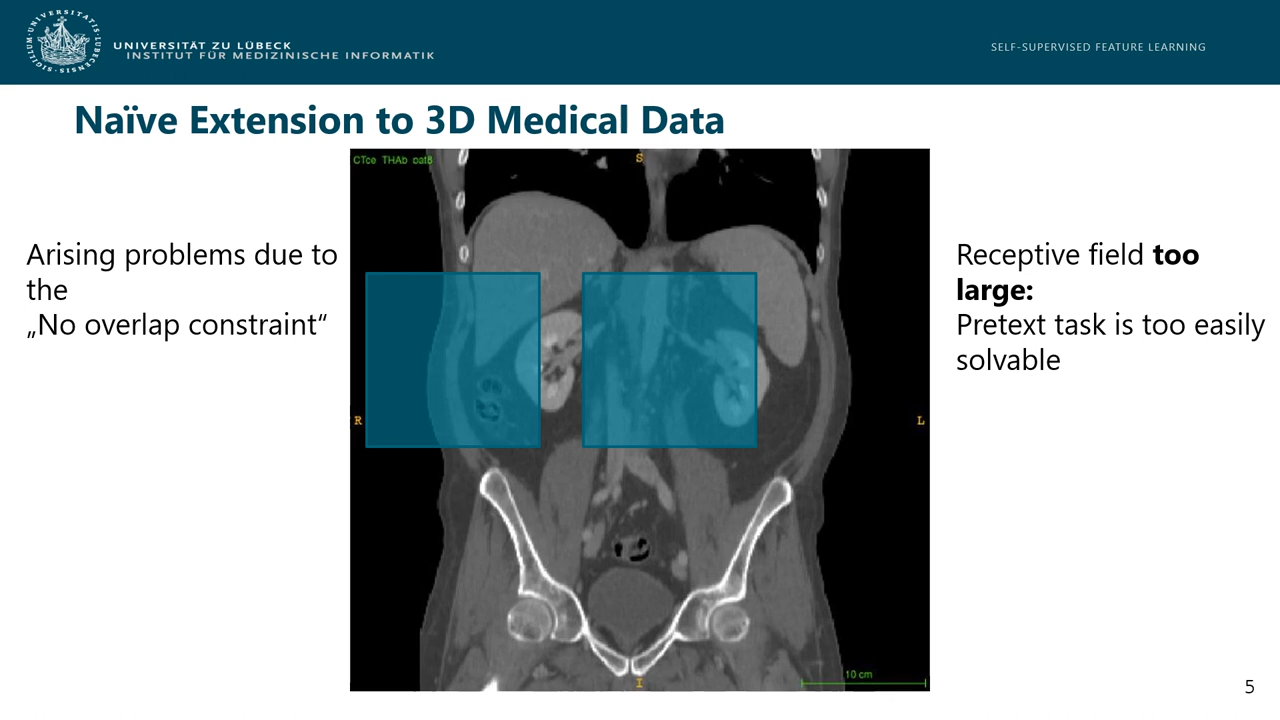 UNIVERSITÄT ZU LÜBECK
INSTITUT FÜR MEDIZINISCHE INFORMATIK
SELF-SUPERVISED FEATURE LEARNING
Naïve Extension to 3D Medical Data
CTce THAb pat6
S
Arising problems due to
the
„No overlap constraint“
Receptive field too
large:
Pretext task is too easily
solvable
R
L
10 cm
I
5